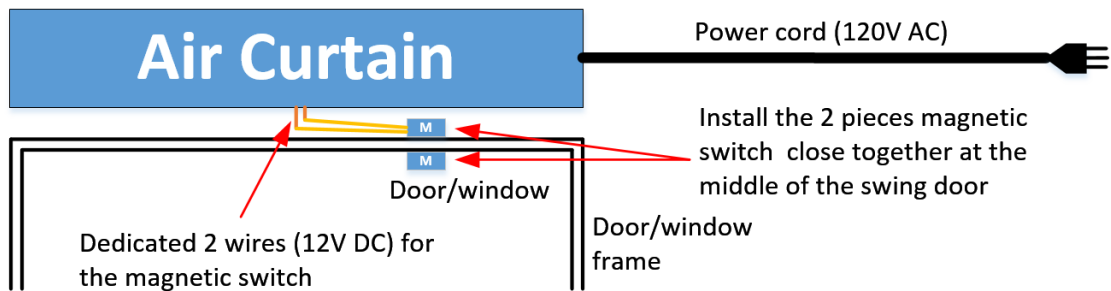 Air Curtain
Power cord (120V AC)
M
M
Install the 2 pieces magnetic
switch close together at the
middle of the swing door
Door/window
Dedicated 2 wires (12V DC) for
the magnetic switch
Door/window
frame